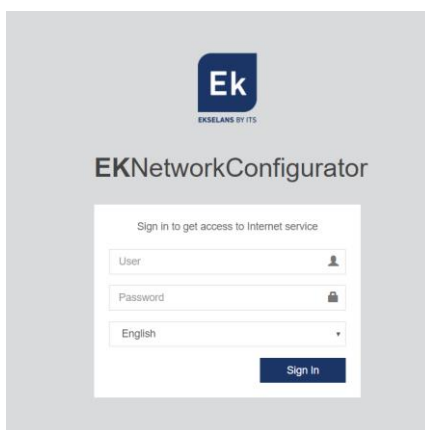 Ek
EKSELANS BY ITS
EKNetworkConfigurator
Sign in to get access to Internet service
User
Password
English
Sign In